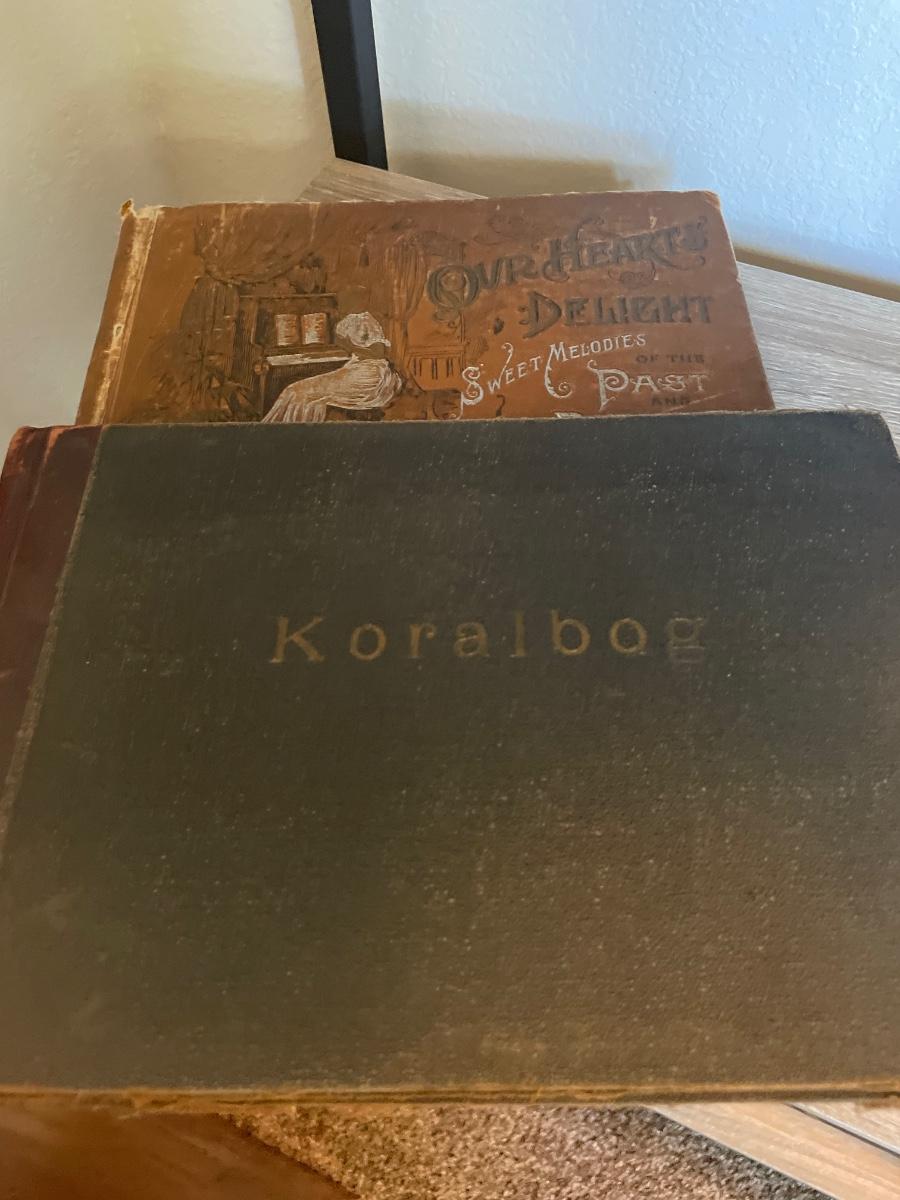 OUR HEARTS'
DELIGHT
SWEET MELODIES
OF THE
PAST
AND
Koralbog